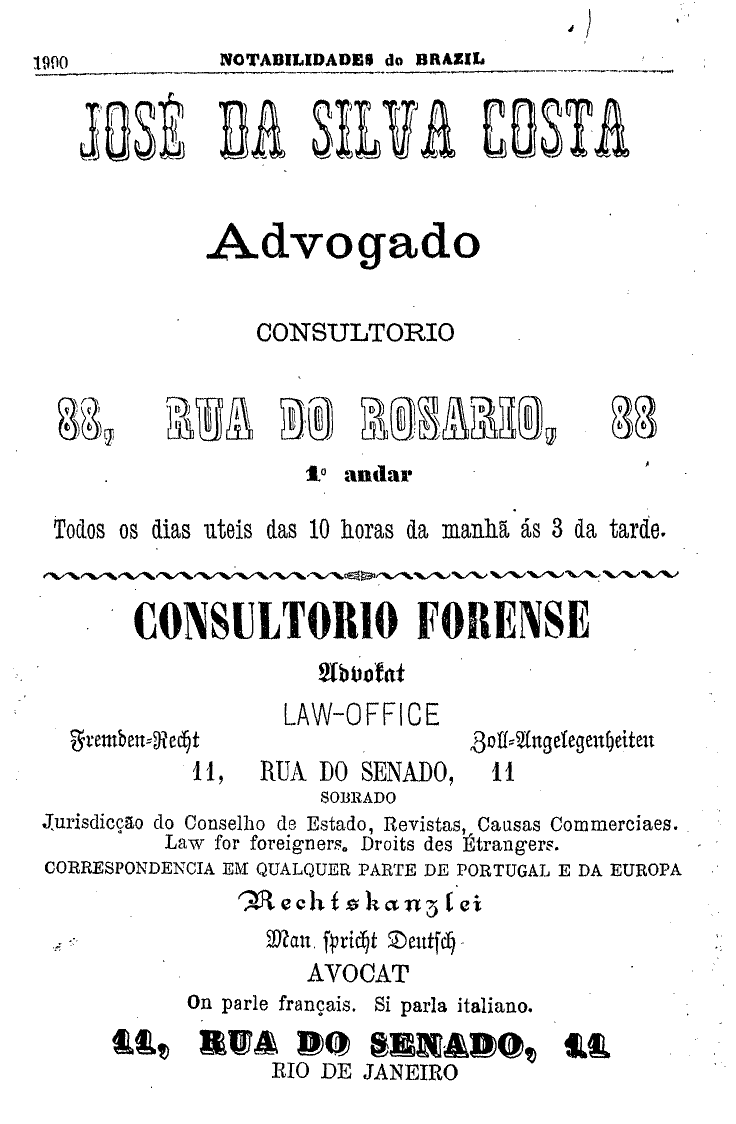 1990 NOTABILIDADES do BRAZIL
JOSÉ DA SILVA COSTA
Advogado
CONSULTORIO
88, RUA DO ROSARIO, 88
1º andar
Todos os dias uteis das 10 horas da manhã ás 3 da tarde.
CONSULTORIO FORENSE
Advokat
LAW-OFFICE
Fremden-Recht Zoll-Angelegenheiten
11, RUA DO SENADO, 11
SOBRADO
Jurisdicção do Conselho de Estado, Revistas, Causas Commerciaes.
Law for foreigners. Droits des Étrangers.
CORRESPONDENCIA EM QUALQUER PARTE DE PORTUGAL E DA EUROPA
Rechtskanzlei
Man spricht Deutsch
AVOCAT
On parle français. Si parla italiano.
11, RUA DO SENADO, 11
RIO DE JANEIRO